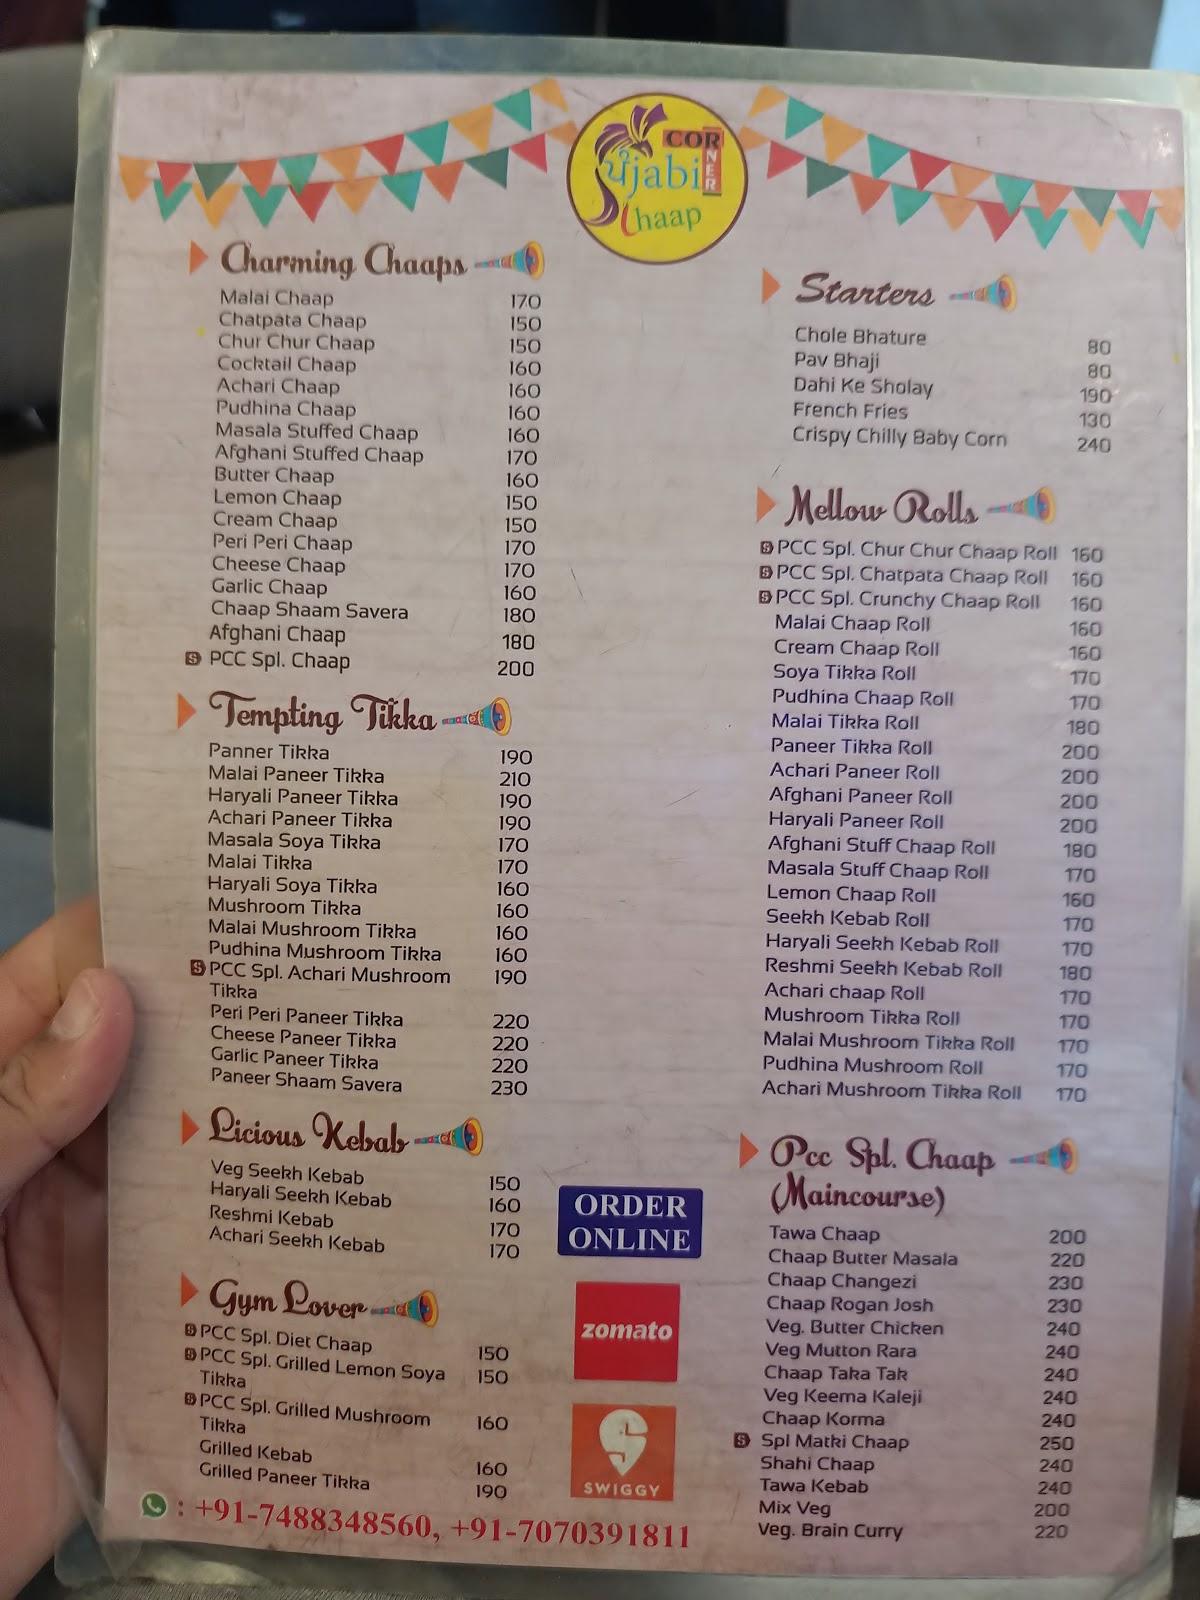 ਪੰjabi CORNER
Chaap
Charming Chaaps
Malai Chaap 170
Chatpata Chaap 150
Chur Chur Chaap 150
Cocktail Chaap 160
Achari Chaap 160
Pudhina Chaap 160
Masala Stuffed Chaap 160
Afghani Stuffed Chaap 170
Butter Chaap 160
Lemon Chaap 150
Cream Chaap 150
Peri Peri Chaap 170
Cheese Chaap 170
Garlic Chaap 160
Chaap Shaam Savera 180
Afghani Chaap 180
S PCC Spl. Chaap 200
Tempting Tikka
Panner Tikka 190
Malai Paneer Tikka 210
Haryali Paneer Tikka 190
Achari Paneer Tikka 190
Masala Soya Tikka 170
Malai Tikka 170
Haryali Soya Tikka 160
Mushroom Tikka 160
Malai Mushroom Tikka 160
Pudhina Mushroom Tikka 160
S PCC Spl. Achari Mushroom 190
Tikka
Peri Peri Paneer Tikka 220
Cheese Paneer Tikka 220
Garlic Paneer Tikka 220
Paneer Shaam Savera 230
Licious Kebab
Veg Seekh Kebab 150
Haryali Seekh Kebab 160
Reshmi Kebab 170
Achari Seekh Kebab 170
Gym Lover
S PCC Spl. Diet Chaap 150
S PCC Spl. Grilled Lemon Soya 150
Tikka
S PCC Spl. Grilled Mushroom 160
Tikka
Grilled Kebab 160
Grilled Paneer Tikka 190
: +91-7488348560, +91-7070391811
ORDER
ONLINE
zomato
SWIGGY
Starters
Chole Bhature 80
Pav Bhaji 80
Dahi Ke Sholay 190
French Fries 130
Crispy Chilly Baby Corn 240
Mellow Rolls
S PCC Spl. Chur Chur Chaap Roll 160
S PCC Spl. Chatpata Chaap Roll 160
S PCC Spl. Crunchy Chaap Roll 160
Malai Chaap Roll 160
Cream Chaap Roll 160
Soya Tikka Roll 170
Pudhina Chaap Roll 170
Malai Tikka Roll 180
Paneer Tikka Roll 200
Achari Paneer Roll 200
Afghani Paneer Roll 200
Haryali Paneer Roll 200
Afghani Stuff Chaap Roll 180
Masala Stuff Chaap Roll 170
Lemon Chaap Roll 160
Seekh Kebab Roll 170
Haryali Seekh Kebab Roll 170
Reshmi Seekh Kebab Roll 180
Achari chaap Roll 170
Mushroom Tikka Roll 170
Malai Mushroom Tikka Roll 170
Pudhina Mushroom Roll 170
Achari Mushroom Tikka Roll 170
Pcc Spl. Chaap
(Maincourse)
Tawa Chaap 200
Chaap Butter Masala 220
Chaap Changezi 230
Chaap Rogan Josh 230
Veg. Butter Chicken 240
Veg Mutton Rara 240
Chaap Taka Tak 240
Veg Keema Kaleji 240
Chaap Korma 240
S Spl Matki Chaap 250
Shahi Chaap 240
Tawa Kebab 240
Mix Veg 200
Veg. Brain Curry 220